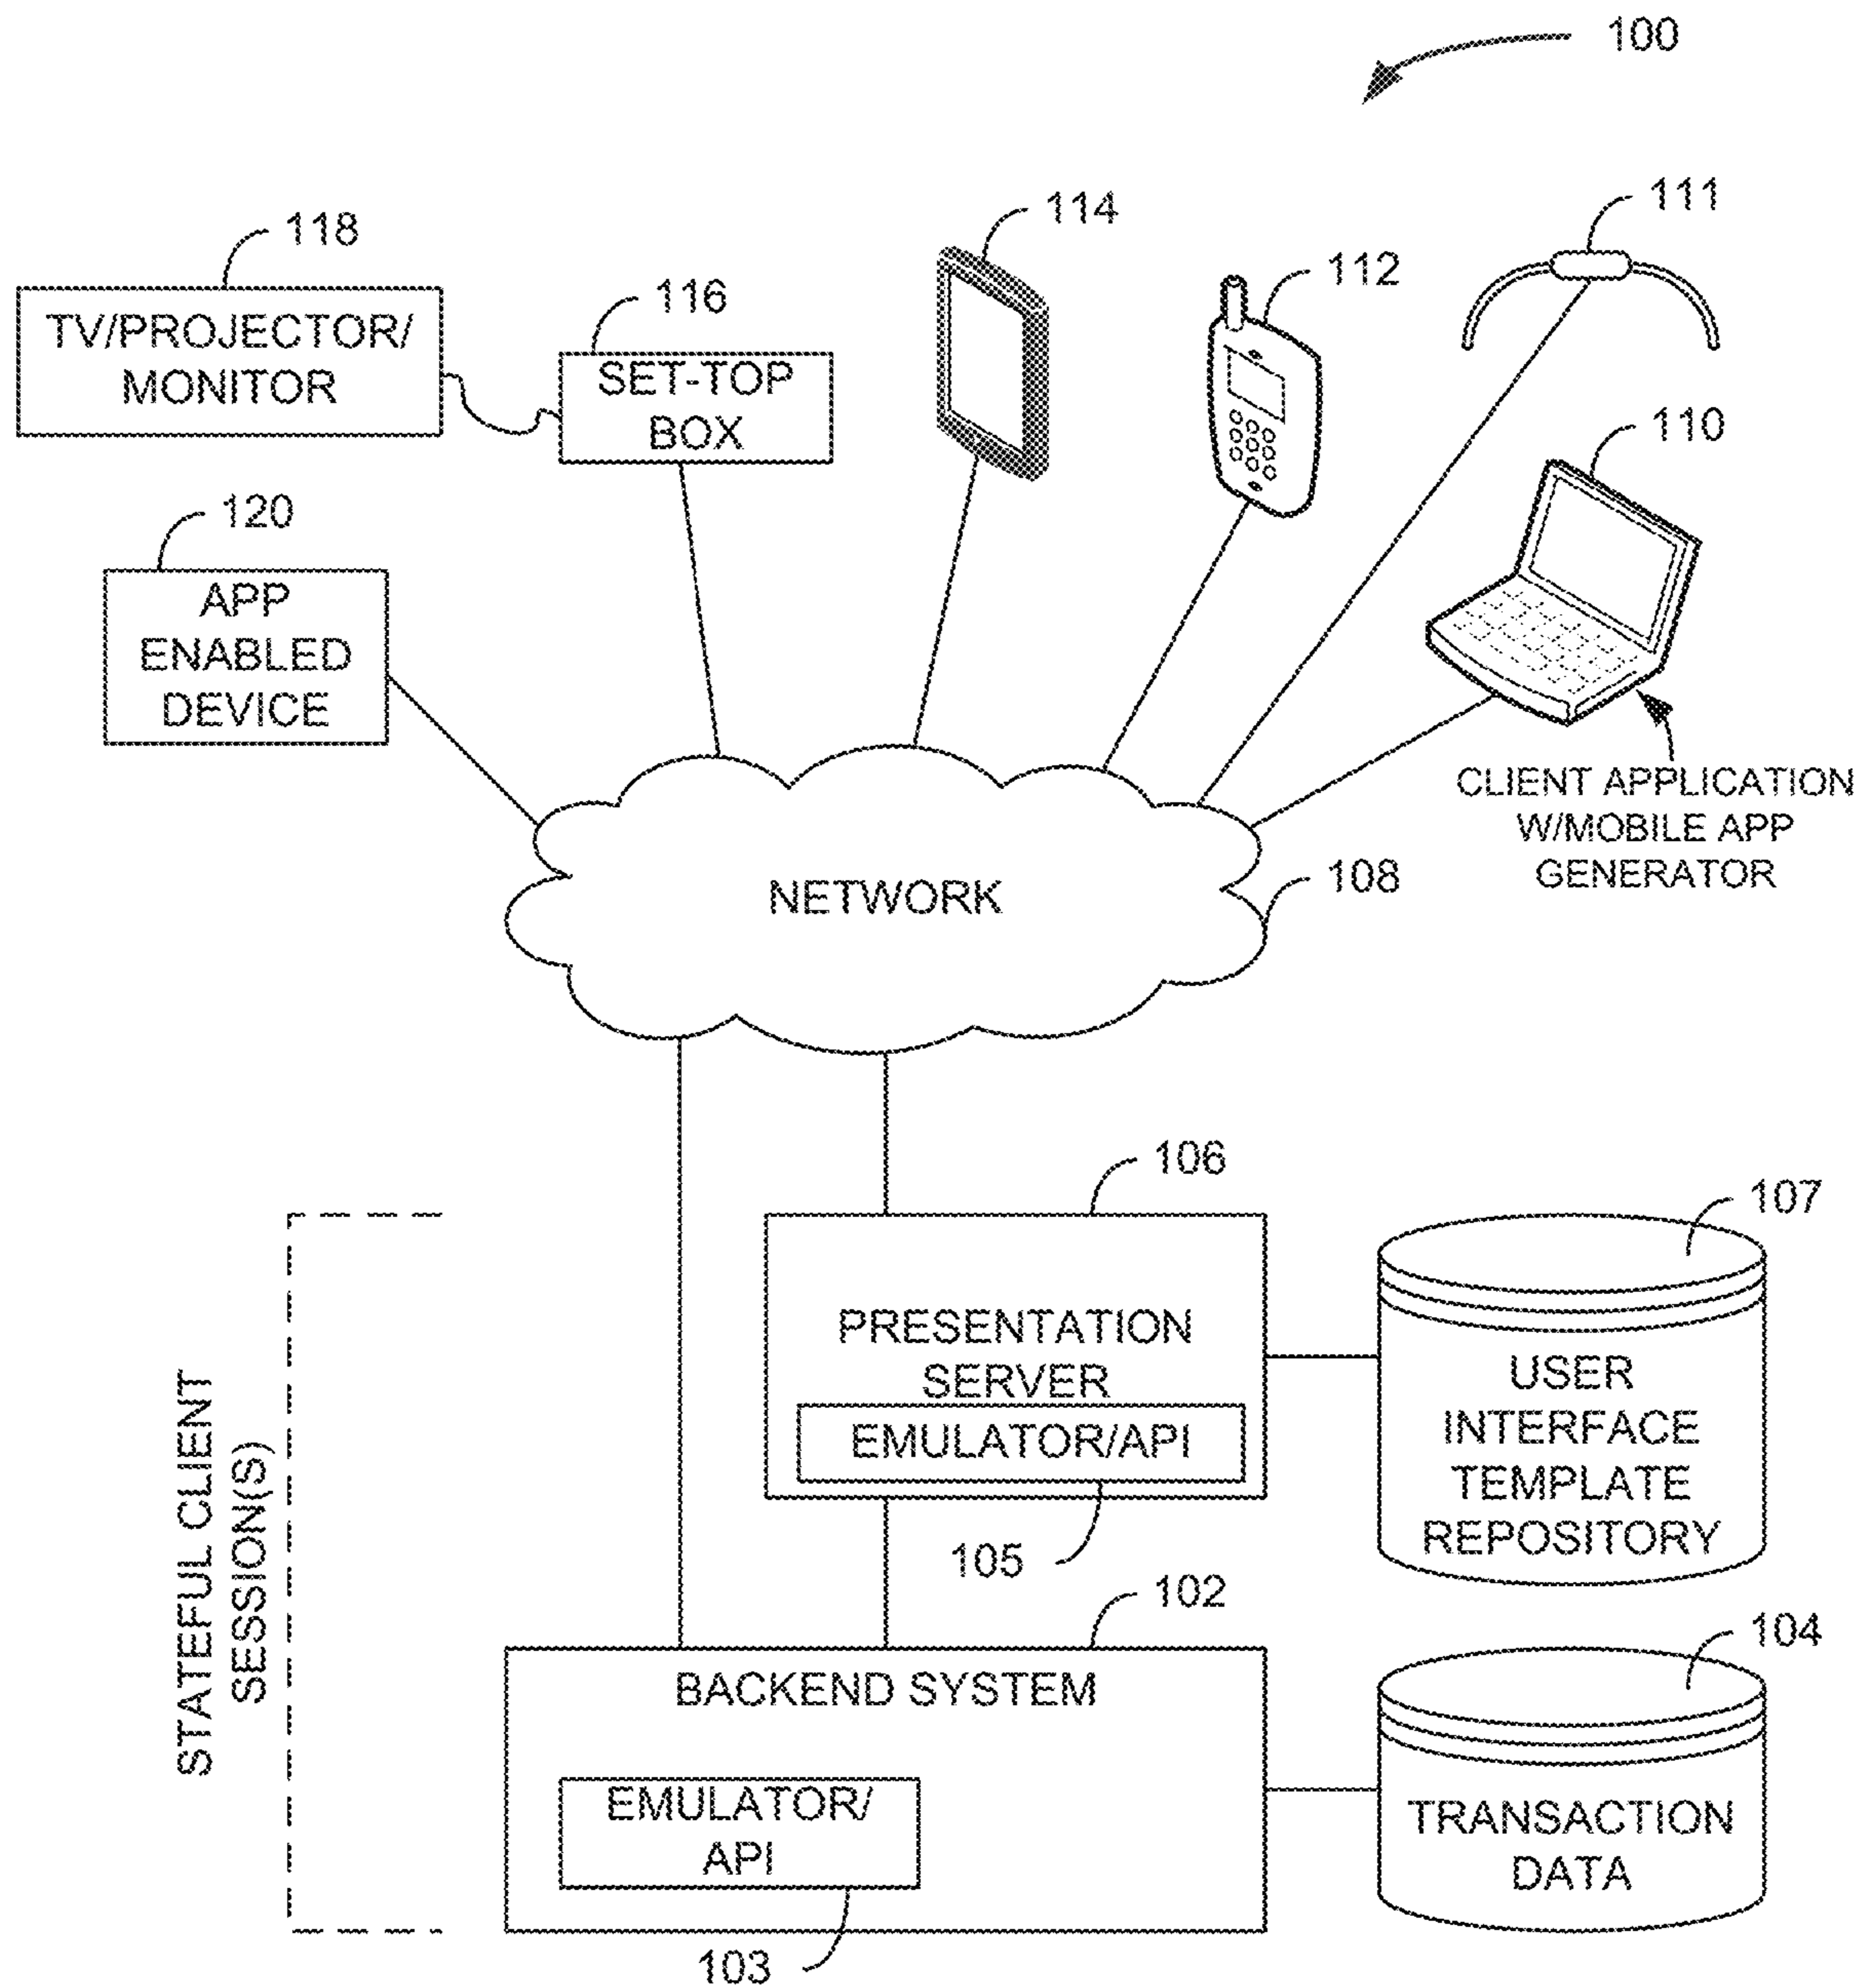 100
111
114
118
112
116
TV/PROJECTOR/
MONITOR
SET-TOP
BOX
110
120
APP
ENABLED
DEVICE
CLIENT APPLICATION
W/MOBILE APP
GENERATOR
NETWORK
108
106
107
PRESENTATION
SERVER
EMULATOR/API
USER
INTERFACE
TEMPLATE
REPOSITORY
STATEFUL CLIENT
SESSION(S)
105
102
104
BACKEND SYSTEM
EMULATOR/
API
TRANSACTION
DATA
103